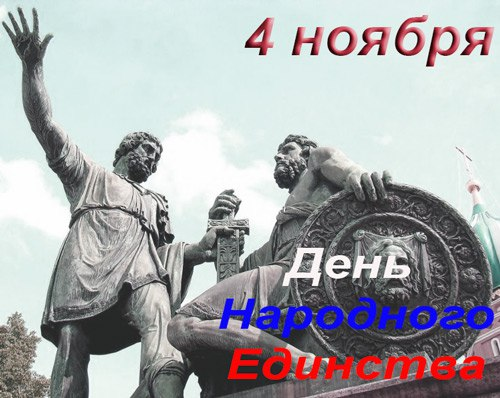 4 ноября
День
Народного
Единства